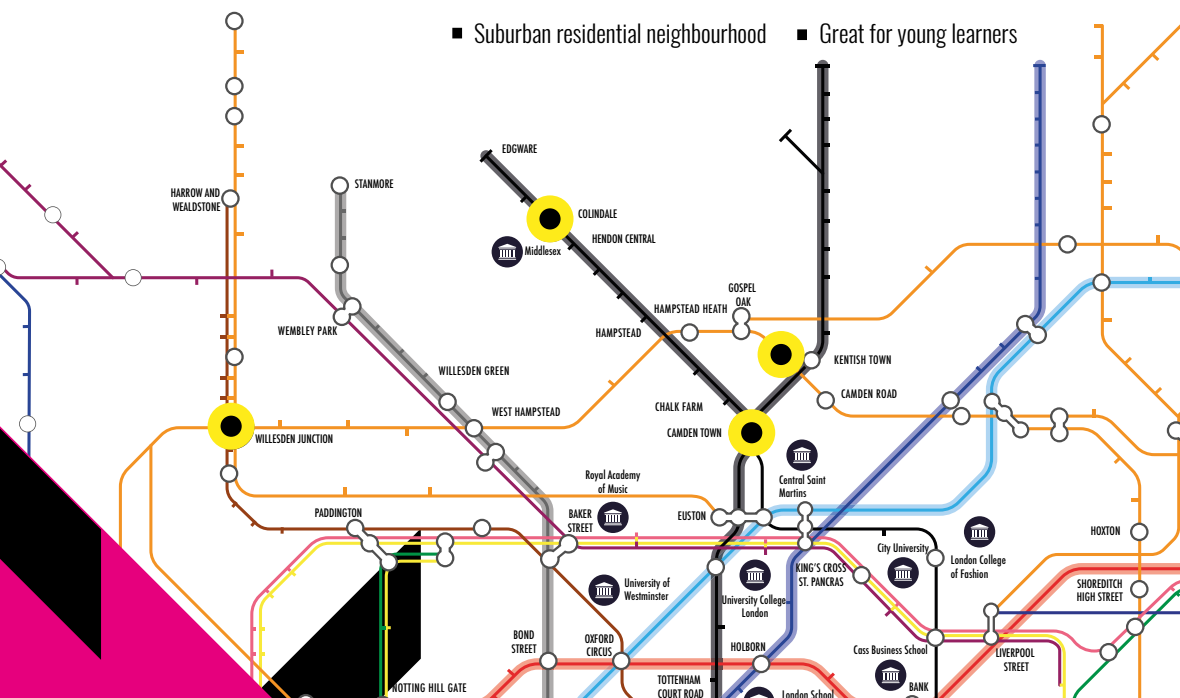 Suburban residential neighbourhood
Great for young learners
EDGWARE
STANMORE
HARROW AND
WEALDSTONE
COLINDALE
HENDON CENTRAL
Middlesex
GOSPEL
OAK
HAMPSTEAD HEATH
HAMPSTEAD
WEMBLEY PARK
KENTISH TOWN
WILLESDEN GREEN
CAMDEN ROAD
CHALK FARM
WEST HAMPSTEAD
CAMDEN TOWN
WILLESDEN JUNCTION
Royal Academy
of Music
Central Saint
Martins
PADDINGTON
BAKER
STREET
EUSTON
HOXTON
City University
London College
of Fashion
KING'S CROSS
ST. PANCRAS
University of
Westminster
University College
London
SHOREDITCH
HIGH STREET
BOND
STREET
OXFORD
CIRCUS
HOLBORN
Cass Business School
LIVERPOOL
STREET
TOTTENHAM
COURT ROAD
NOTTING HILL GATE
London School
BANK